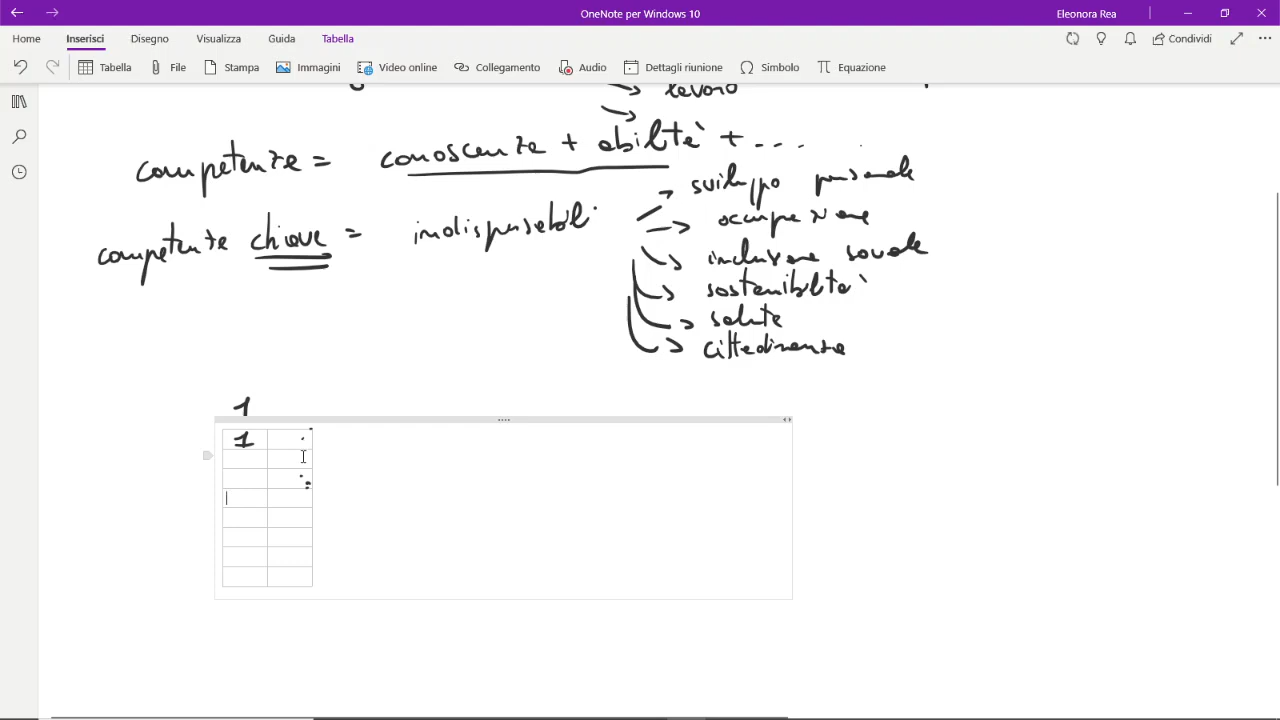 OneNote per Windows 10
Eleonora Rea
Home Inserisci Disegno Visualizza Guida Tabella
Condividi
Tabella File Stampa Immagini Video online Collegamento Audio Dettagli riunione Simbolo Equazione
lavoro
competenze = conoscenze + abilità + ....
sviluppo personale
competenze chiave = indispensabili
occupazione
inclusione sociale
sostenibilità
salute
cittadinanza
1
1